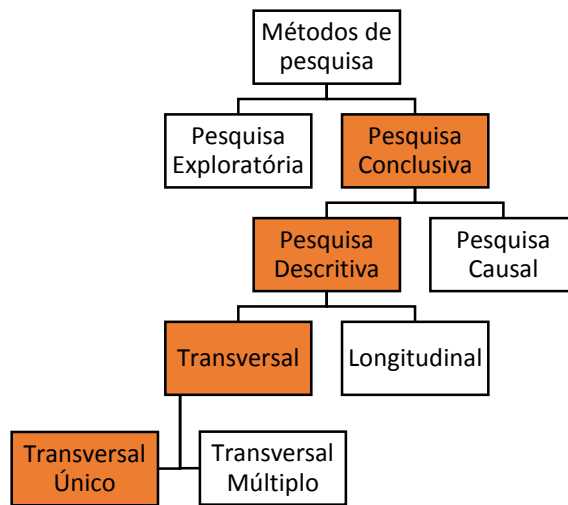 Métodos de
pesquisa
Pesquisa
Exploratória
Pesquisa
Conclusiva
Pesquisa
Descritiva
Pesquisa
Causal
Transversal
Longitudinal
Transversal
Único
Transversal
Múltiplo